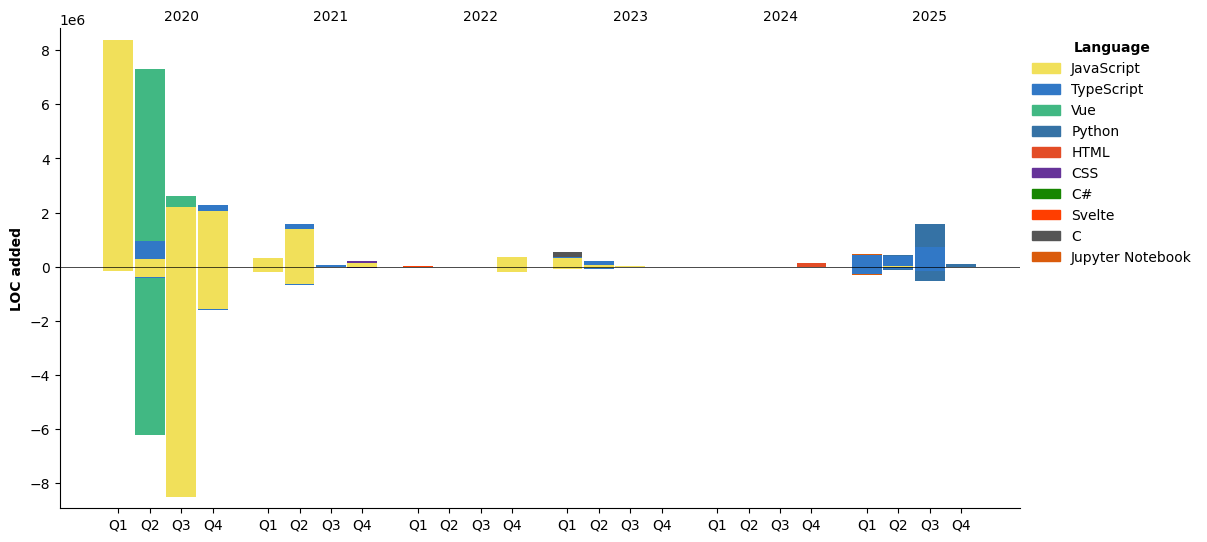 1e6
2020 2021 2022 2023 2024 2025
Language
JavaScript
TypeScript
Vue
Python
HTML
CSS
C#
Svelte
C
Jupyter Notebook
LOC added
8
6
4
2
0
−2
−4
−6
−8
Q1 Q2 Q3 Q4 Q1 Q2 Q3 Q4 Q1 Q2 Q3 Q4 Q1 Q2 Q3 Q4 Q1 Q2 Q3 Q4 Q1 Q2 Q3 Q4